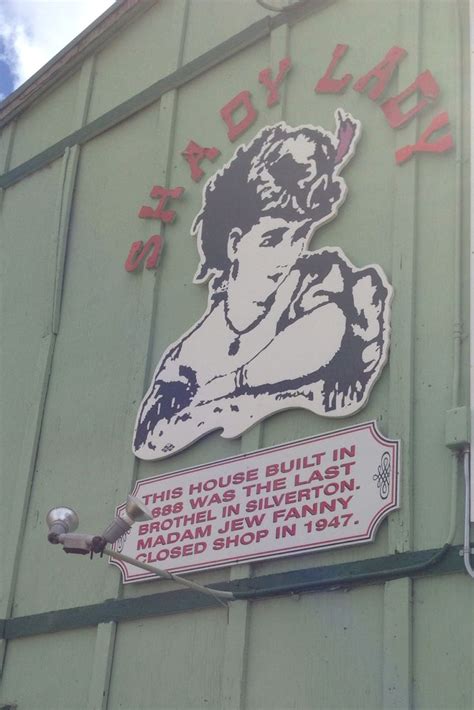 SHADY LADY
THIS HOUSE BUILT IN
1888 WAS THE LAST
BROTHEL IN SILVERTON.
MADAM JEW FANNY
CLOSED SHOP IN 1947.